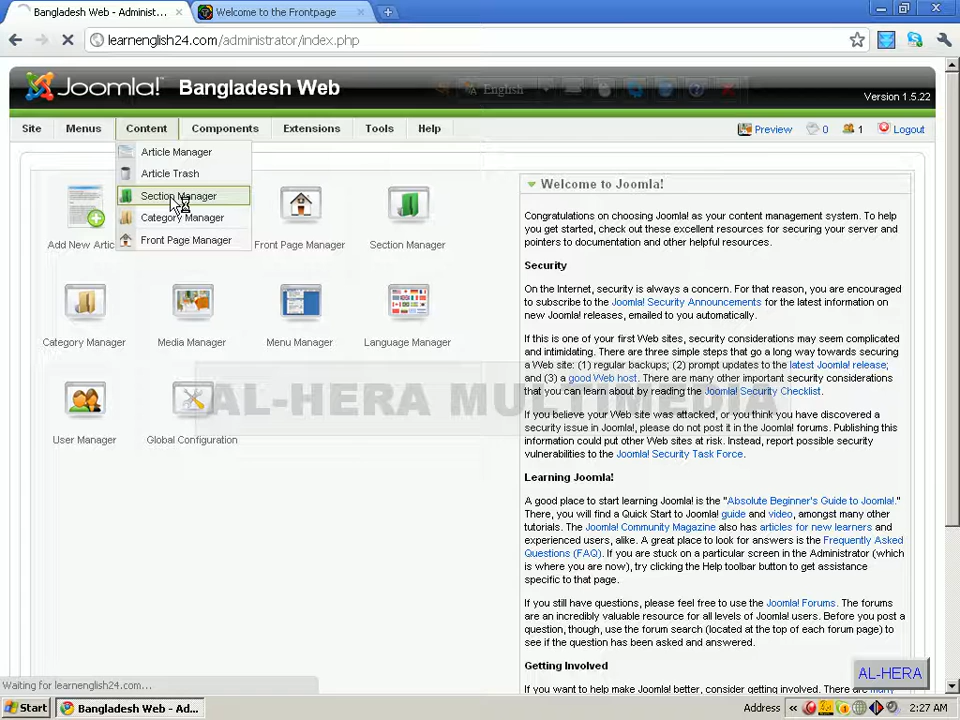 Bangladesh Web - Administ...
Welcome to the Frontpage
learnenglish24.com/administrator/index.php
Joomla!
Bangladesh Web
English
Version 1.5.22
Site
Menus
Content
Components
Extensions
Tools
Help
Preview
0
1
Logout
Article Manager
Article Trash
Section Manager
Category Manager
Front Page Manager
Add New Artic
Front Page Manager
Section Manager
Category Manager
Media Manager
Menu Manager
Language Manager
User Manager
Global Configuration
Welcome to Joomla!
Congratulations on choosing Joomla! as your content management system. To help
you get started, check out these excellent resources for securing your server and
pointers to documentation and other helpful resources.
Security
On the Internet, security is always a concern. For that reason, you are encouraged
to subscribe to the Joomla! Security Announcements for the latest information on
new Joomla! releases, emailed to you automatically.
If this is one of your first Web sites, security considerations may seem complicated
and intimidating. There are three simple steps that go a long way towards securing
a Web site: (1) regular backups; (2) prompt updates to the latest Joomla! release;
and (3) a good Web host. There are many other important security considerations
that you can learn about by reading the Joomla! Security Checklist.
If you believe your Web site was attacked, or you think you have discovered a
security issue in Joomla!, please do not post it in the Joomla! forums. Publishing this
information could put other Web sites at risk. Instead, report possible security
vulnerabilities to the Joomla! Security Task Force.
Learning Joomla!
A good place to start learning Joomla! is the "Absolute Beginner's Guide to Joomla!."
There, you will find a Quick Start to Joomla! guide and video, amongst many other
tutorials. The Joomla! Community Magazine also has articles for new learners and
experienced users, alike. A great place to look for answers is the Frequently Asked
Questions (FAQ). If you are stuck on a particular screen in the Administrator (which
is where you are now), try clicking the Help toolbar button to get assistance
specific to that page.
If you still have questions, please feel free to use the Joomla! Forums. The forums
are an incredibly valuable resource for all levels of Joomla! users. Before you post a
question, though, use the forum search (located at the top of each forum page) to
see if the question has been asked and answered.
Getting Involved
If you want to help make Joomla! better, consider getting involved. There are many
AL-HERA MULTIMEDIA
AL-HERA
Waiting for learnenglish24.com...
Start
Bangladesh Web - Ad...
Address
2:27 AM